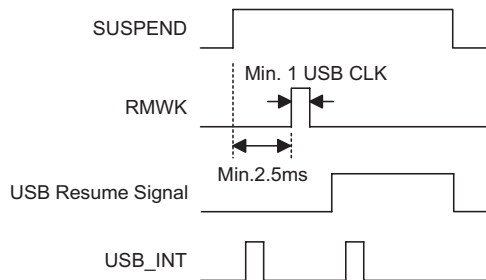 SUSPEND
Min. 1 USB CLK
RMWK
Min.2.5ms
USB Resume Signal
USB_INT